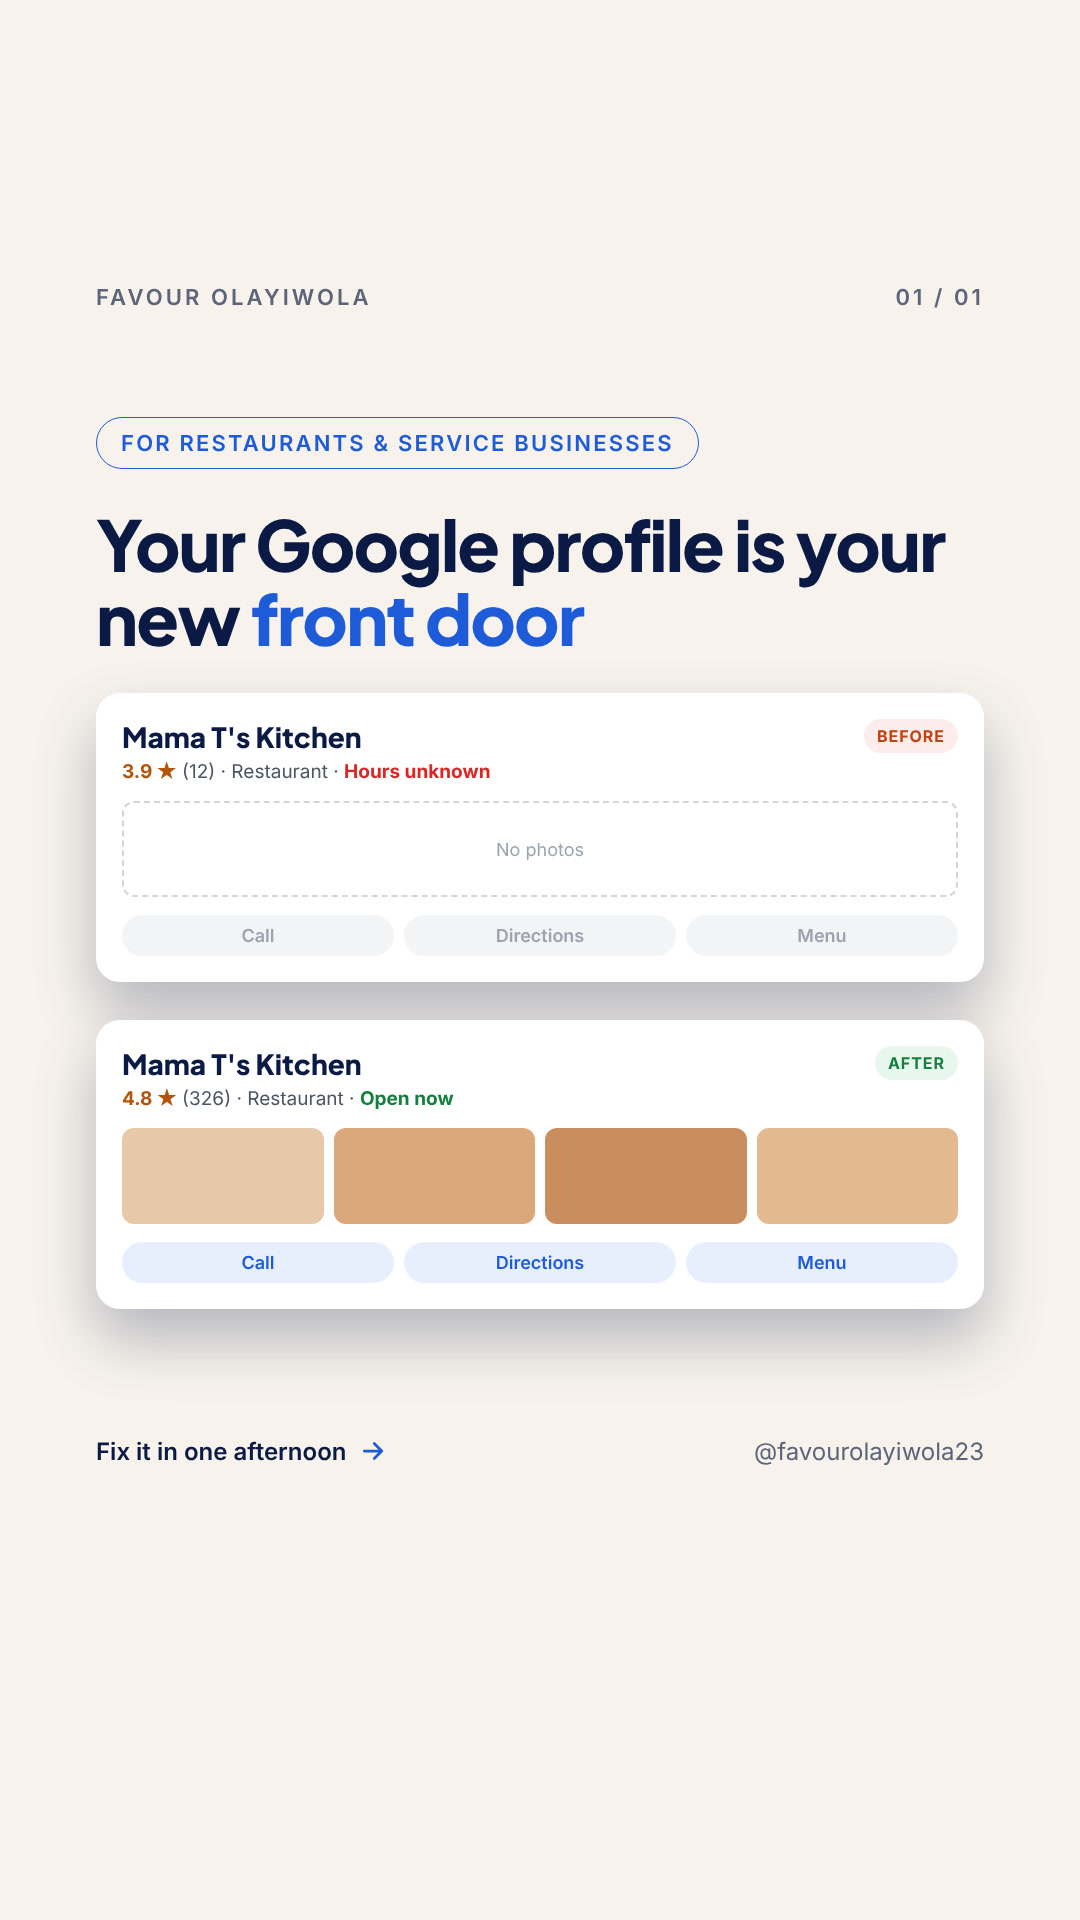 FAVOUR OLAYIWOLA
01 / 01
FOR RESTAURANTS & SERVICE BUSINESSES
Your Google profile is your
new front door
Mama T's Kitchen
BEFORE
3.9 ★ (12) · Restaurant · Hours unknown
No photos
Call
Directions
Menu
Mama T's Kitchen
AFTER
4.8 ★ (326) · Restaurant · Open now
Call
Directions
Menu
Fix it in one afternoon →
@favourolayiwola23